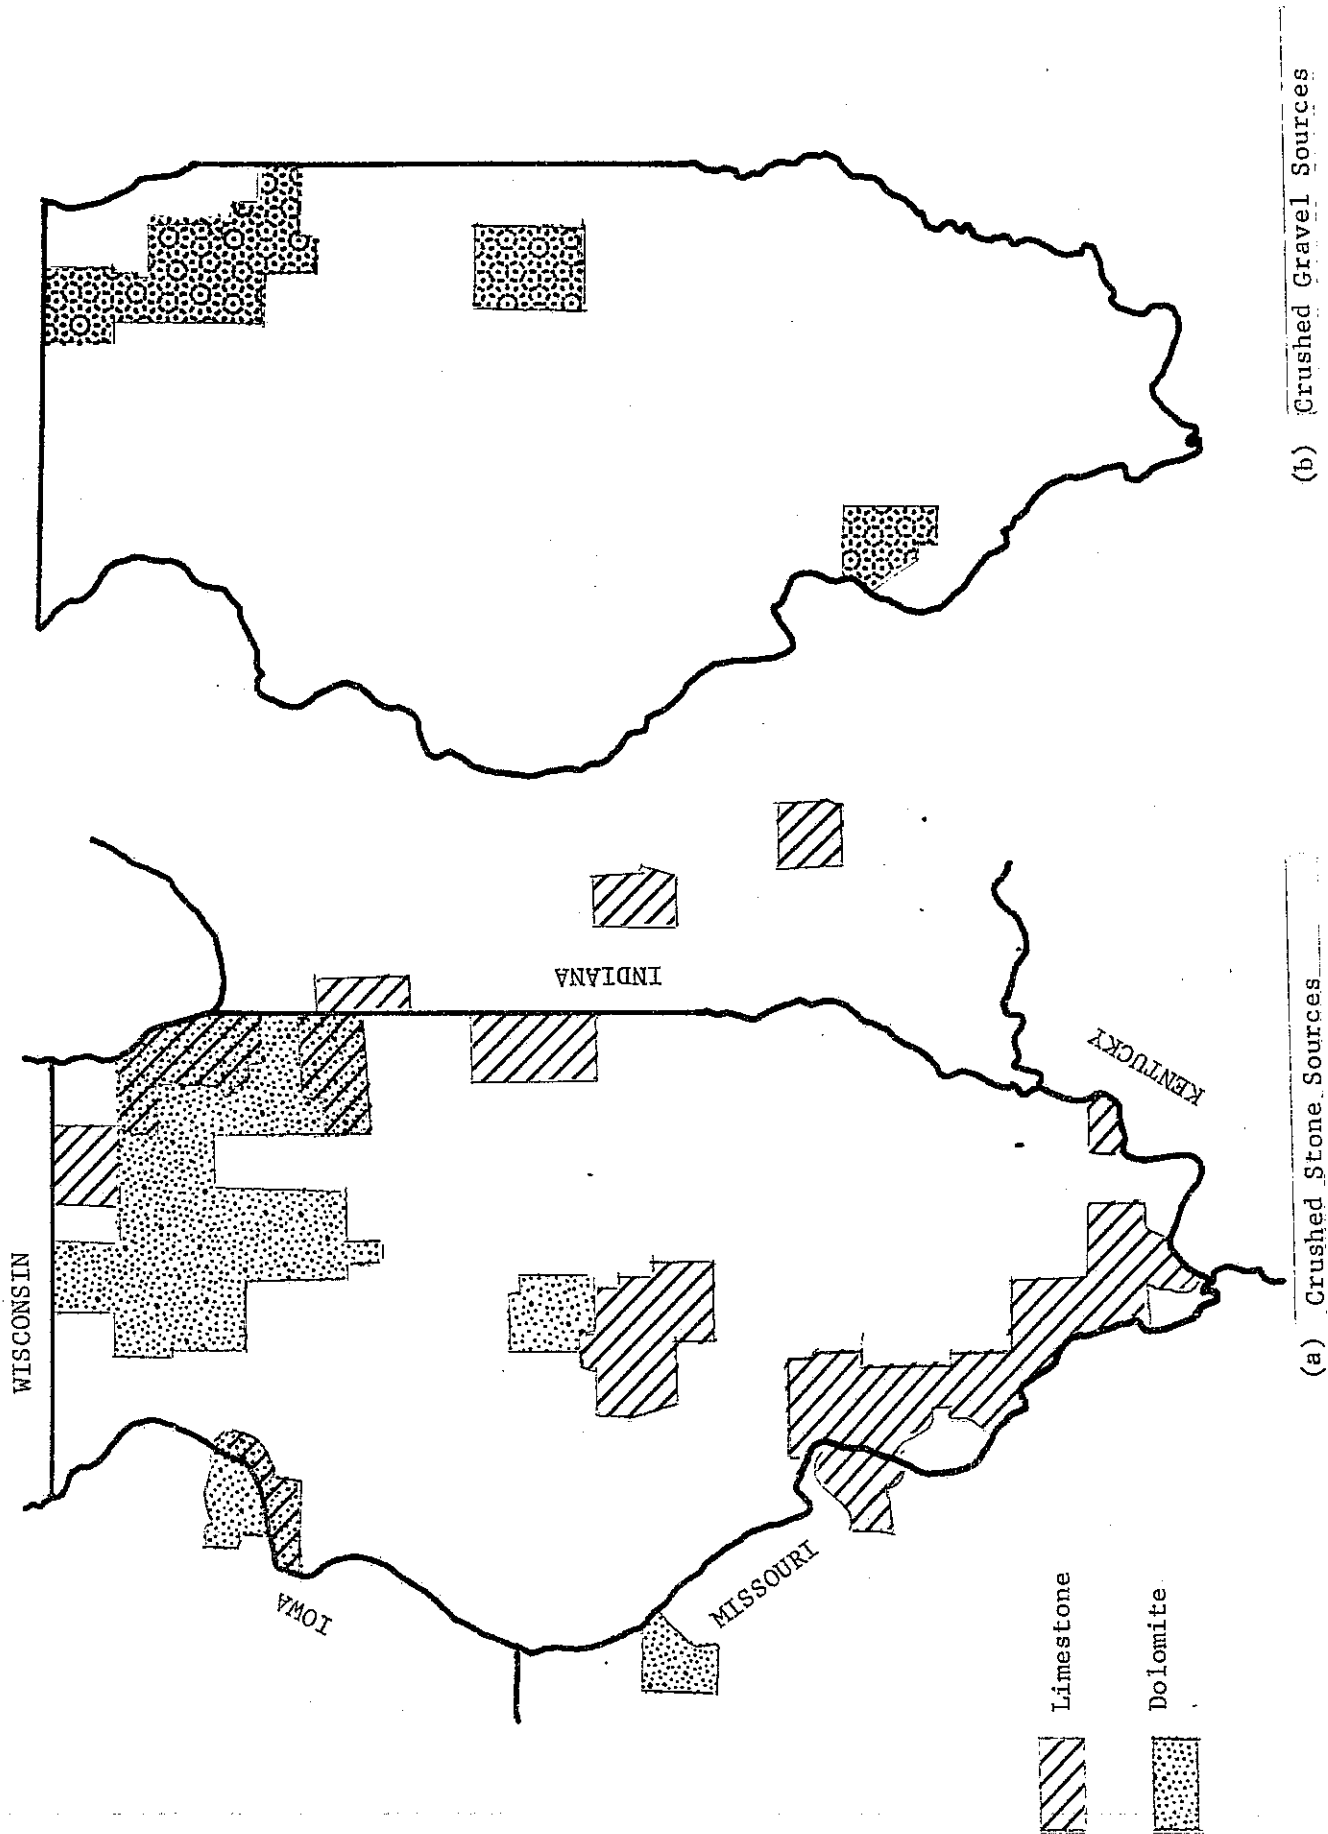 WISCONSIN
IOWA
INDIANA
MISSOURI
KENTUCKY
Limestone
Dolomite
(a) Crushed Stone Sources
(b) Crushed Gravel Sources